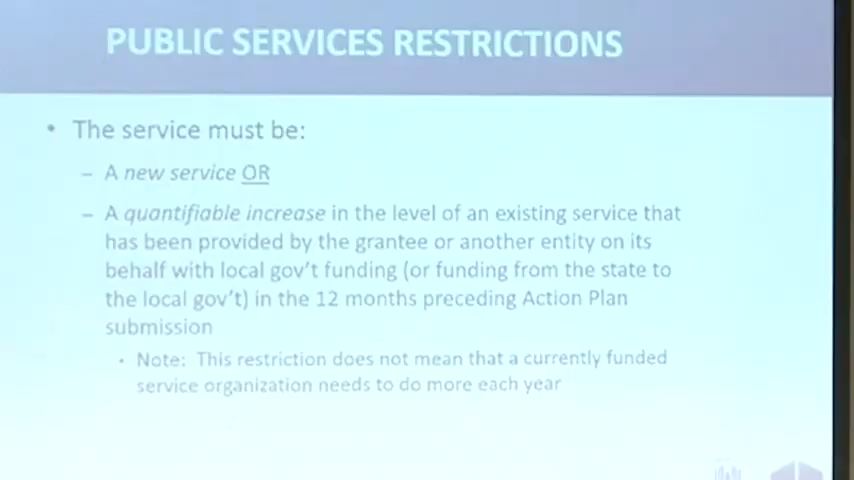 PUBLIC SERVICES RESTRICTIONS
• The service must be:
– A new service OR
– A quantifiable increase in the level of an existing service that
has been provided by the grantee or another entity on its
behalf with local gov't funding (or funding from the state to
the local gov't) in the 12 months preceding Action Plan
submission
• Note: This restriction does not mean that a currently funded
service organization needs to do more each year